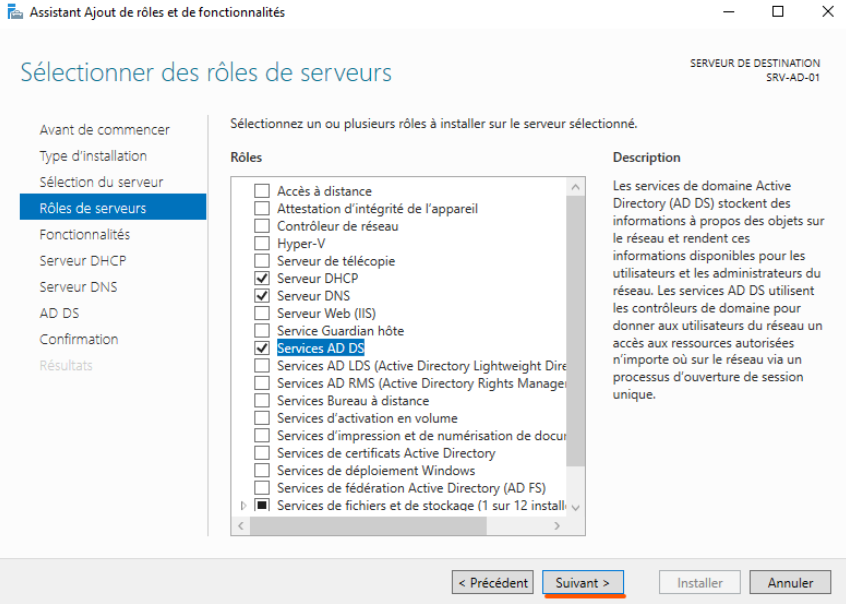 Assistant Ajout de rôles et de fonctionnalités
Sélectionner des rôles de serveurs
SERVEUR DE DESTINATION
SRV-AD-01
Avant de commencer
Type d'installation
Sélection du serveur
Rôles de serveurs
Fonctionnalités
Serveur DHCP
Serveur DNS
AD DS
Confirmation
Résultats
Sélectionnez un ou plusieurs rôles à installer sur le serveur sélectionné.
Rôles
Accès à distance
Attestation d'intégrité de l'appareil
Contrôleur de réseau
Hyper-V
Serveur de télécopie
Serveur DHCP
Serveur DNS
Serveur Web (IIS)
Service Guardian hôte
Services AD DS
Services AD LDS (Active Directory Lightweight Dire
Services AD RMS (Active Directory Rights Manage
Services Bureau à distance
Services d'activation en volume
Services d'impression et de numérisation de docu
Services de certificats Active Directory
Services de déploiement Windows
Services de fédération Active Directory (AD FS)
Services de fichiers et de stockage (1 sur 12 install
Description
Les services de domaine Active
Directory (AD DS) stockent des
informations à propos des objets sur
le réseau et rendent ces
informations disponibles pour les
utilisateurs et les administrateurs du
réseau. Les services AD DS utilisent
les contrôleurs de domaine pour
donner aux utilisateurs du réseau un
accès aux ressources autorisées
n'importe où sur le réseau via un
processus d'ouverture de session
unique.
< Précédent
Suivant >
Installer
Annuler